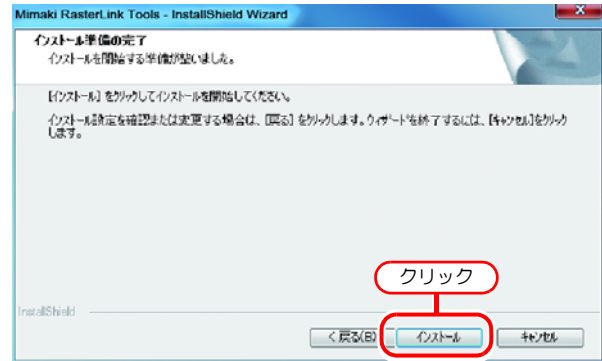 Mimaki RasterLink Tools - InstallShield Wizard
インストール準備の完了
インストールを開始する準備が整いました。
[インストール] をクリックしてインストールを開始してください。
インストール設定を確認または変更する場合は、[戻る] をクリックします。ウィザードを終了するには、[キャンセル]をクリック
します。
クリック
InstallShield
< 戻る(B)
インストール
キャンセル